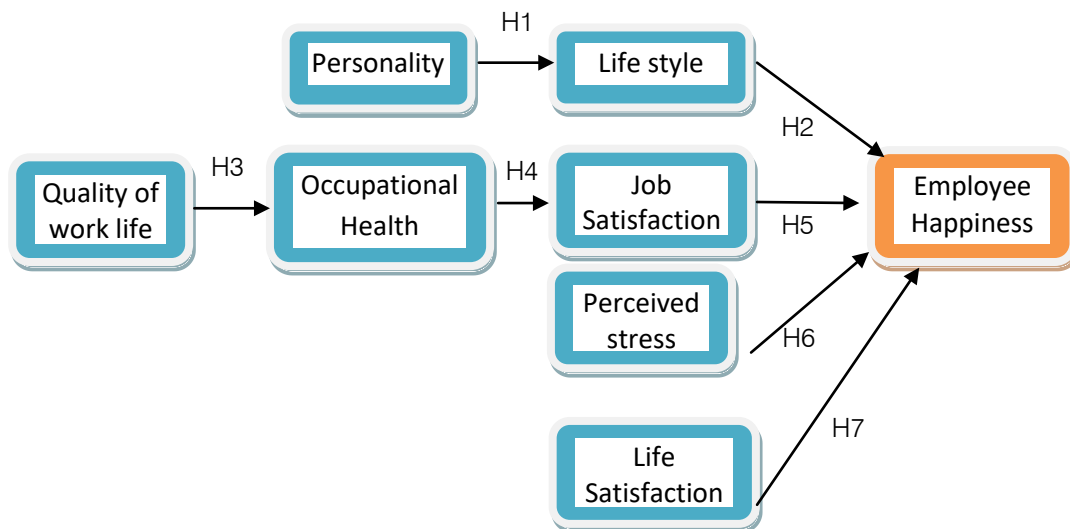 H1
Personality
Life style
H2
H3
Quality of
work life
Occupational
Health
H4
Job
Satisfaction
H5
Employee
Happiness
Perceived
stress
H6
Life
Satisfaction
H7